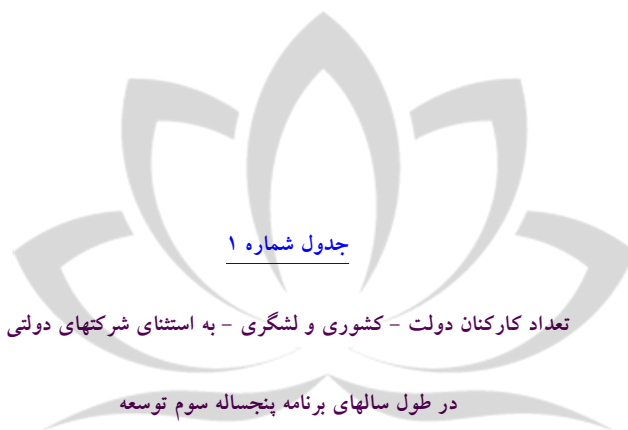 جدول شماره ۱
تعداد کارکنان دولت - کشوری و لشگری - به استثنای شرکتهای دولتی
در طول سالهای برنامه پنجساله سوم توسعه